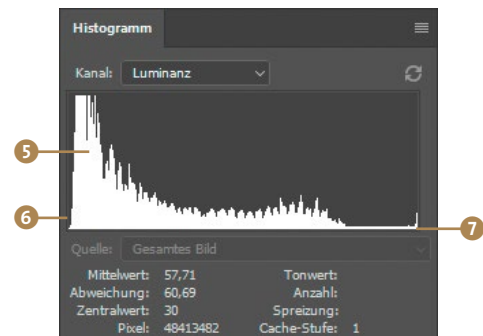 Histogramm
Kanal: Luminanz
5
6
7
Quelle: Gesamtes Bild
Mittelwert: 57,71 Tonwert:
Abweichung: 60,69 Anzahl:
Zentralwert: 30 Spreizung:
Pixel: 48413482 Cache-Stufe: 1